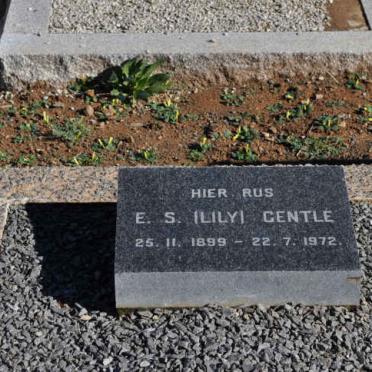 HIER RUS
E. S. (LILY) GENTLE
25. 11. 1899 – 22. 7. 1972.